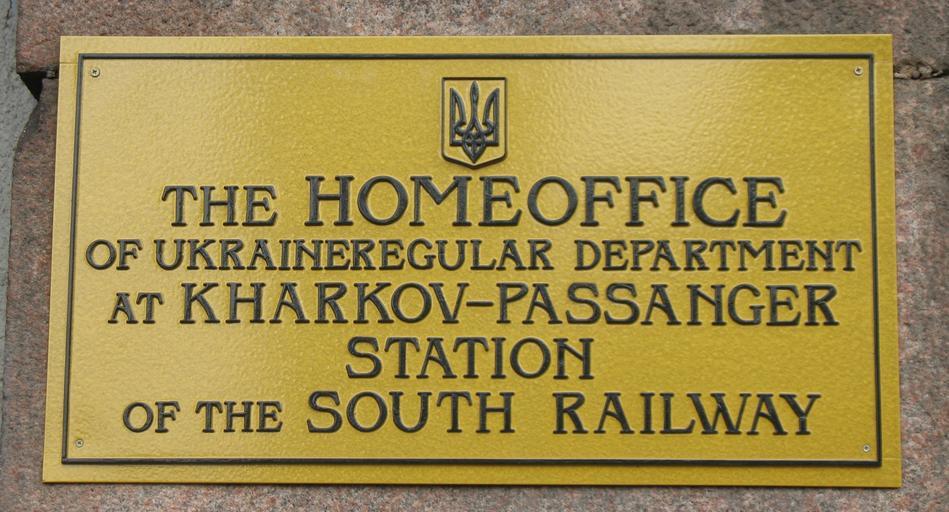 THE HOMEOFFICE
OF UKRAINEREGULAR DEPARTMENT
AT KHARKOV-PASSANGER
STATION
OF THE SOUTH RAILWAY